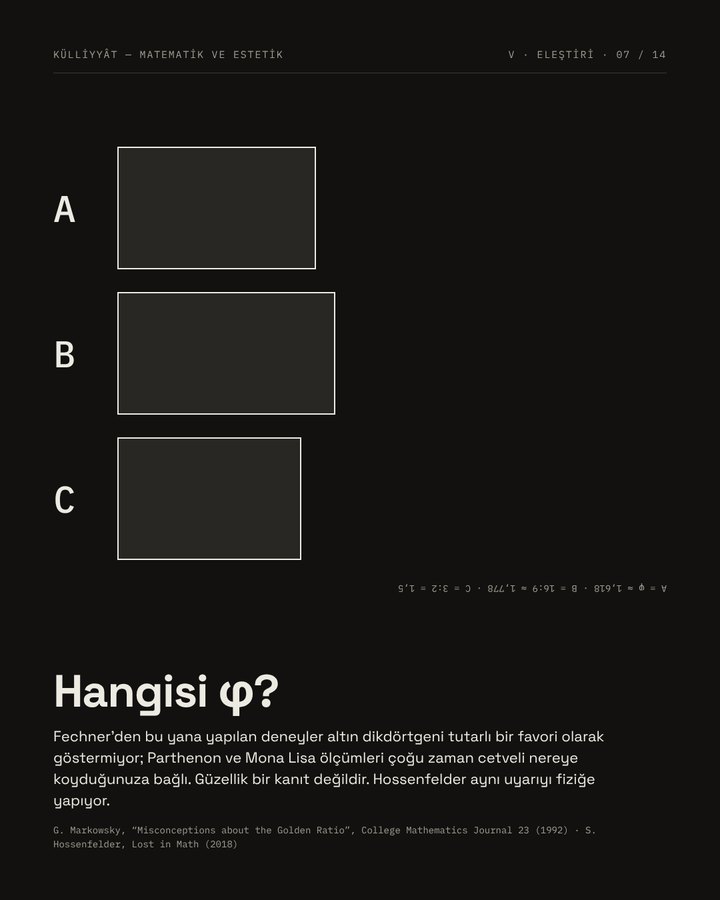 KÜLLİYYÂT — MATEMATİK VE ESTETİK
V · ELEŞTİRİ · 07 / 14
A
B
C
A = φ ≈ 1,618 · B = 16:9 ≈ 1,778 · C = 3:2 = 1,5
Hangisi φ?
Fechner’den bu yana yapılan deneyler altın dikdörtgeni tutarlı bir favori olarak
göstermiyor; Parthenon ve Mona Lisa ölçümleri çoğu zaman cetveli nereye
koyduğunuza bağlı. Güzellik bir kanıt değildir. Hossenfelder aynı uyarıyı fiziğe
yapıyor.
G. Markowsky, “Misconceptions about the Golden Ratio”, College Mathematics Journal 23 (1992) · S.
Hossenfelder, Lost in Math (2018)